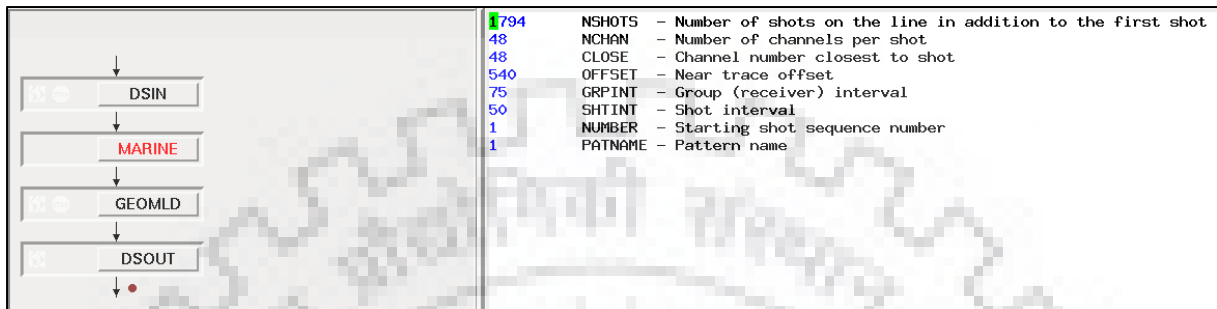 DSIN
MARINE
GEOMLD
DSOUT
1794 NSHOTS – Number of shots on the line in addition to the first shot
48 NCHAN – Number of channels per shot
48 CLOSE – Channel number closest to shot
540 OFFSET – Near trace offset
75 GRPINT – Group (receiver) interval
50 SHTINT – Shot interval
1 NUMBER – Starting shot sequence number
1 PATNAME – Pattern name